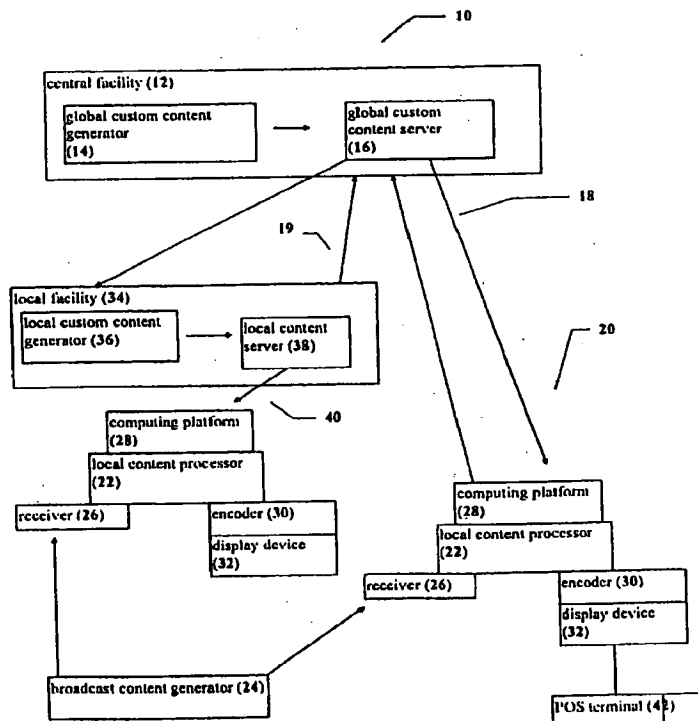 10
central facility (12)
global custom content
generator
(14)
global custom
content server
(16)
18
19
local facility (34)
local custom content
generator (36)
local content
server (38)
20
40
computing platform
(28)
local content processor
(22)
receiver (26)
encoder (30)
display device
(32)
computing platform
(28)
local content processor
(22)
receiver (26)
encoder (30)
display device
(32)
broadcast content generator (24)
POS terminal (42)